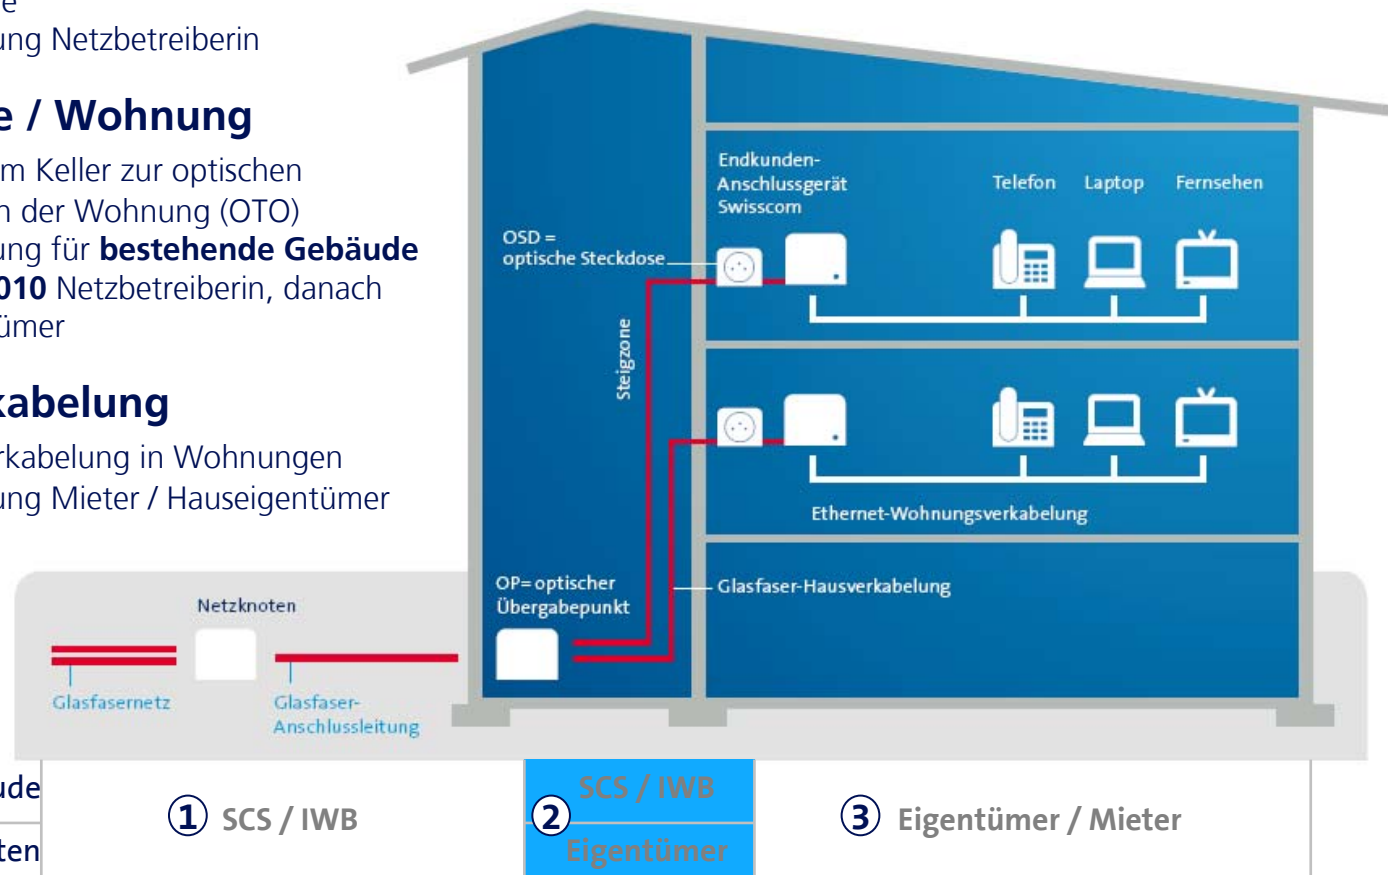 e
ung Netzbetreiberin
e / Wohnung
m Keller zur optischen
n der Wohnung (OTO)
ung für bestehende Gebäude
010 Netzbetreiberin, danach
ümer
kabelung
rkabelung in Wohnungen
ung Mieter / Hauseigentümer
Endkunden-
Anschlussgerät
Swisscom
Telefon Laptop Fernsehen
OSD =
optische Steckdose
Steigzone
Ethernet-Wohnungsverkabelung
OP= optischer
Übergabepunkt
Glasfaser-Hausverkabelung
Netzknoten
Glasfasernetz
Glasfaser-
Anschlussleitung
ude
ten
1 SCS / IWB
2
SCS / IWB
Eigentümer
3 Eigentümer / Mieter